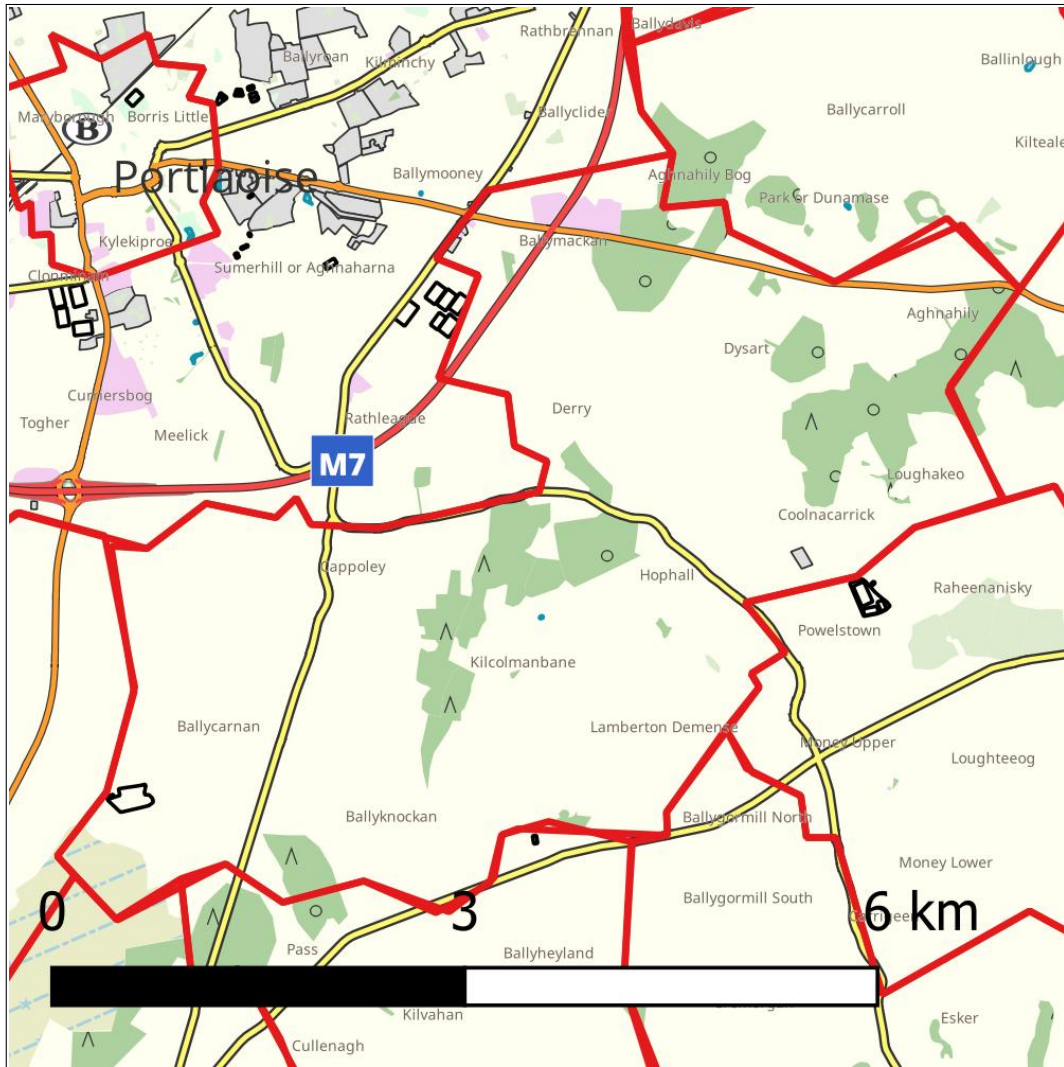 Ballydavis
Rathbrennan
Ballyroan
Kilminchy
Ballinlough
Ballycarroll
Ballyclider
Maryborough
Borris Little
B
Portlaoise
Ballymooney
Aghnahily Bog
Park or Dunamase
Kylekiproe
Ballymackan
Clonminam
Sumerhill or Aghnaharna
Aghnahily
Dysart
Curriersbog
Derry
Togher
Rathleague
Meelick
M7
Loughakeo
Coolnacarrick
Cappoley
Hophall
Raheenanisky
Powelstown
Kilcolmanbane
Ballycarnan
Lamberton Demense
Money Upper
Loughteeog
Ballyknockan
Ballygormill North
Money Lower
Ballygormill South
0
3
6 km
Pass
Ballyheyland
Kilvahan
Esker
Cullenagh